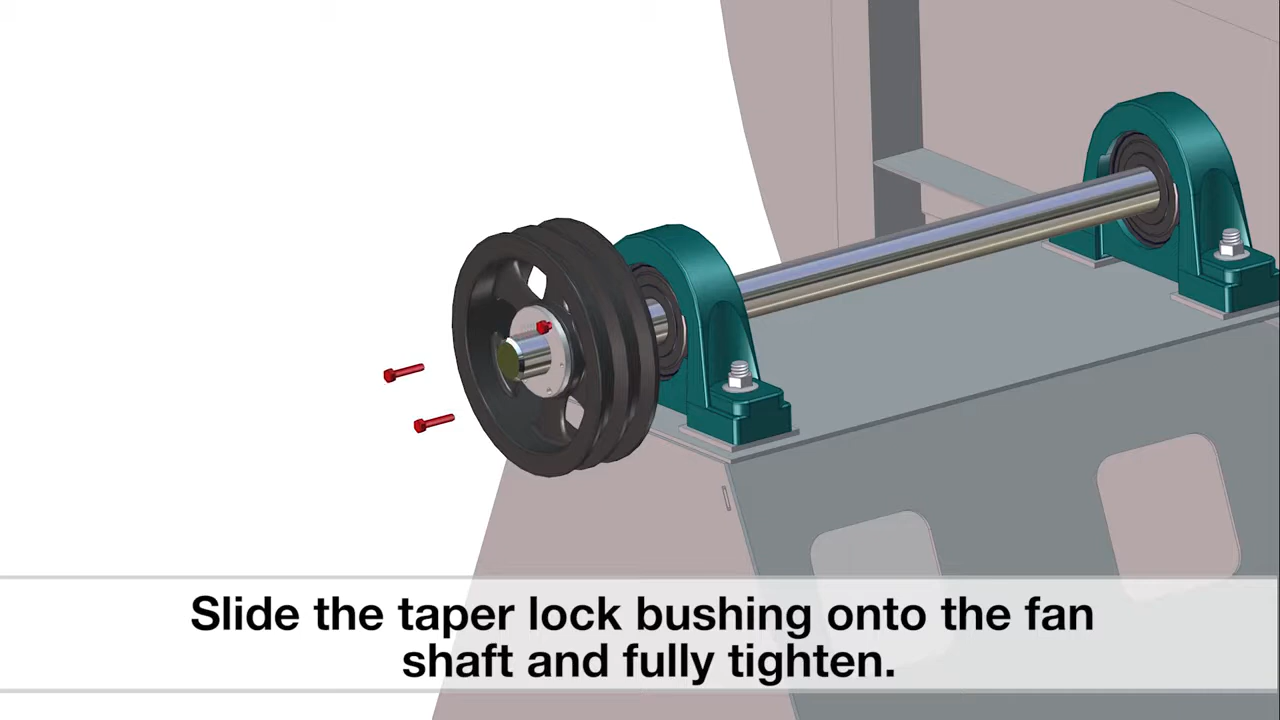 Slide the taper lock bushing onto the fan
shaft and fully tighten.